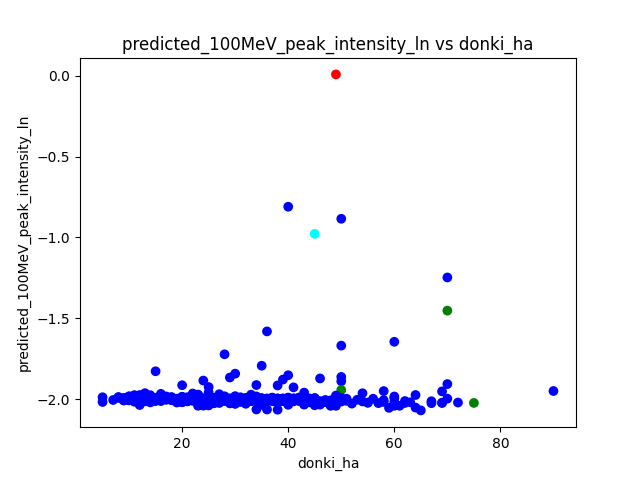 predicted_100MeV_peak_intensity_ln vs donki_ha
predicted_100MeV_peak_intensity_ln
0.0
−0.5
−1.0
−1.5
−2.0
20 40 60 80
donki_ha